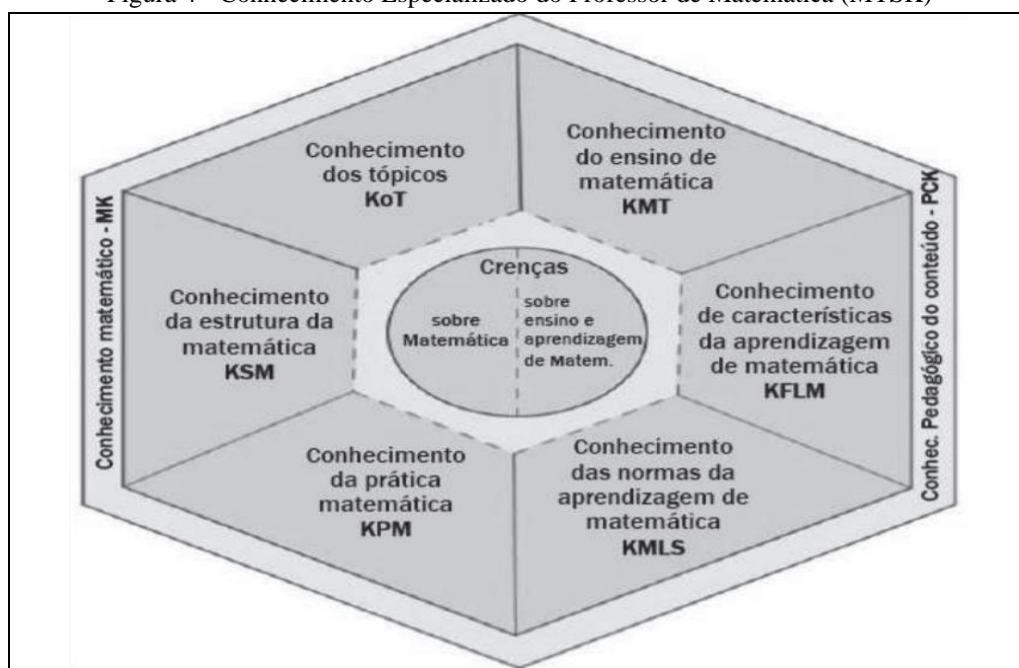 Figura 4 - Conhecimento Especializado do Professor de Matemática (MTSK)
Conhecimento
dos tópicos
KoT
Conhecimento
do ensino de
matemática
KMT
Conhecimento matemático - MK
Conhecimento
da estrutura da
matemática
KSM
Crenças
sobre
Matemática
sobre
ensino e
aprendizagem
de Matem.
Conhecimento
de características
da aprendizagem
de matemática
KFLM
Conhec. Pedagógico do conteúdo - PCK
Conhecimento
da prática
matemática
KPM
Conhecimento
das normas da
aprendizagem de
matemática
KMLS